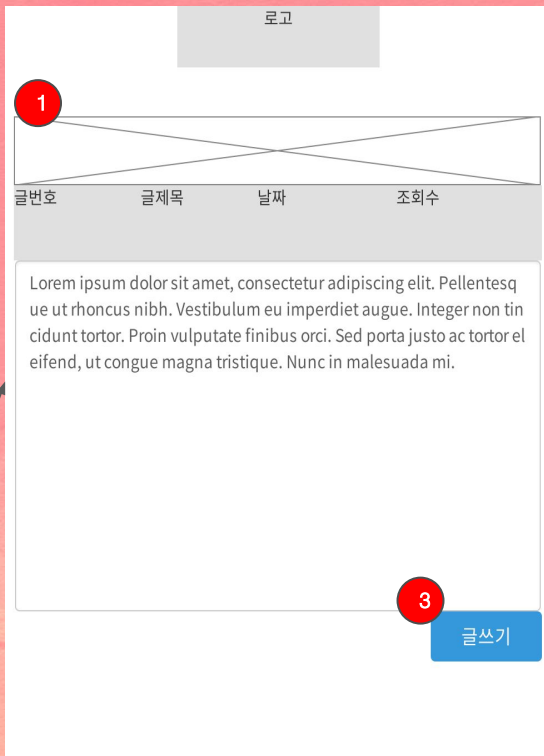 로고
1
글번호 글제목 날짜 조회수
Lorem ipsum dolor sit amet, consectetur adipiscing elit. Pellentesq
ue ut rhoncus nibh. Vestibulum eu imperdiet augue. Integer non tin
cidunt tortor. Proin vulputate finibus orci. Sed porta justo ac tortor el
eifend, ut congue magna tristique. Nunc in malesuada mi.
3
글쓰기